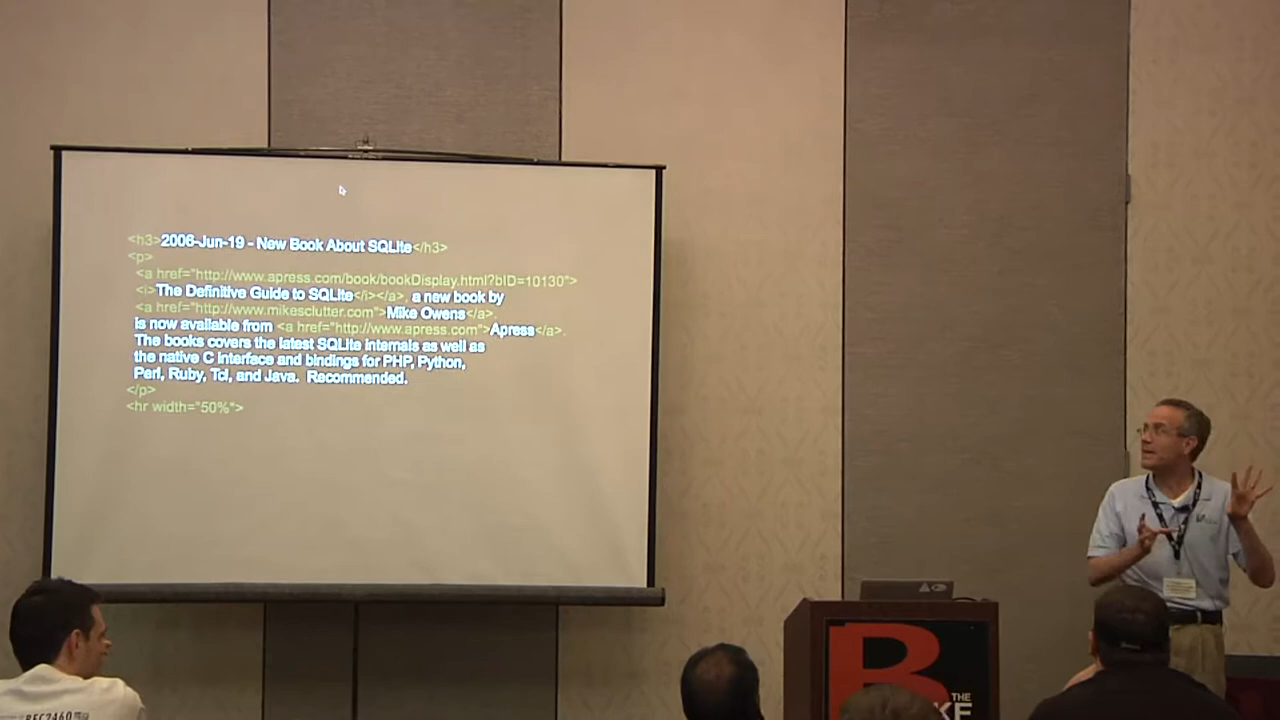 <h3>2006-Jun-19 - New Book About SQLite</h3>
<p>
<a href="http://www.apress.com/book/bookDisplay.html?bID=10130">
<i>The Definitive Guide to SQLite</i></a>, a new book by
<a href="http://www.mikesclutter.com">Mike Owens</a>.
is now available from <a href="http://www.apress.com">Apress</a>.
The books covers the latest SQLite internals as well as
the native C interface and bindings for PHP, Python,
Perl, Ruby, Tcl, and Java. Recommended.
</p>
<hr width="50%">
B
THE
KE
RFC2460